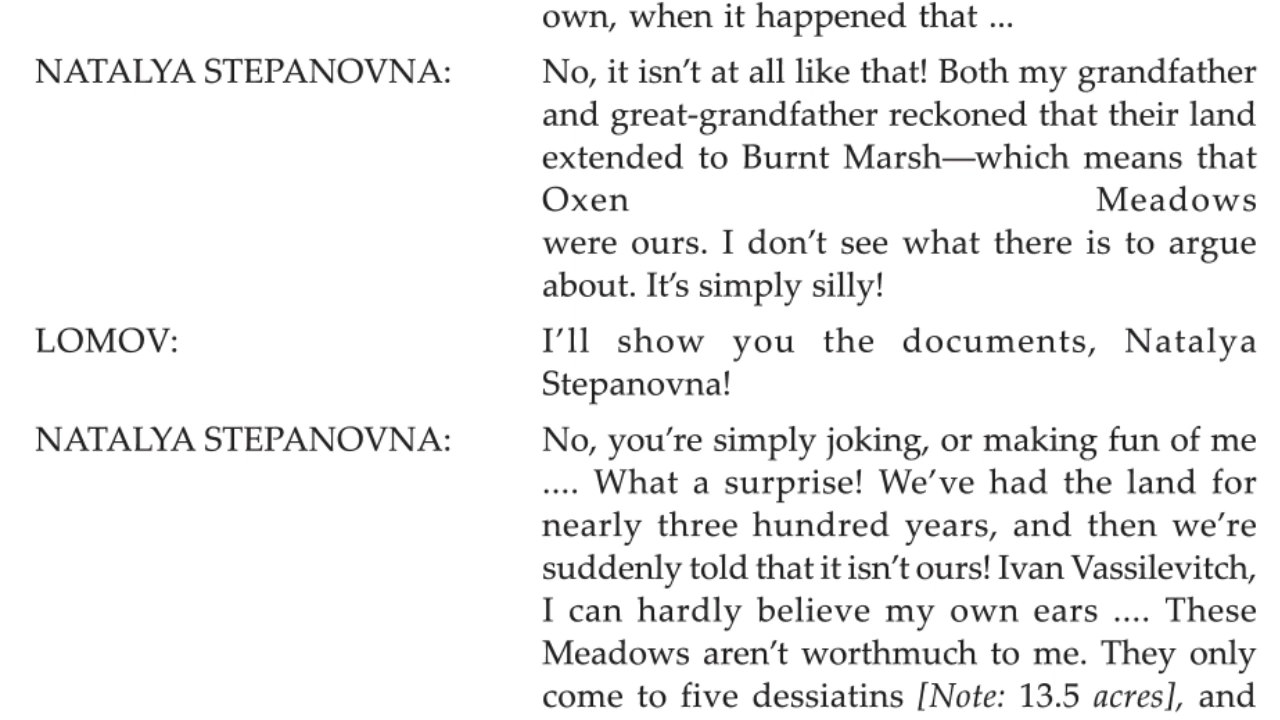 own, when it happened that ...
NATALYA STEPANOVNA: No, it isn't at all like that! Both my grandfather
and great-grandfather reckoned that their land
extended to Burnt Marsh—which means that
Oxen Meadows
were ours. I don't see what there is to argue
about. It's simply silly!
LOMOV: I'll show you the documents, Natalya
Stepanovna!
NATALYA STEPANOVNA: No, you're simply joking, or making fun of me
.... What a surprise! We've had the land for
nearly three hundred years, and then we're
suddenly told that it isn't ours! Ivan Vassilevitch,
I can hardly believe my own ears .... These
Meadows aren't worthmuch to me. They only
come to five dessiatins [Note: 13.5 acres], and